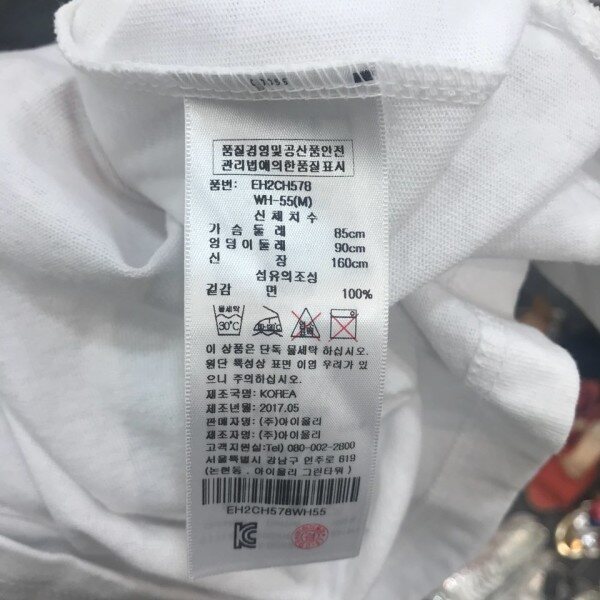 품질경영및공산품안전
관리법에의한품질표시
품번: EH2CH578
WH-55(M)
신체치수
가슴둘레 85cm
엉덩이둘레 90cm
신장 160cm
섬유의조성
겉감 면 100%
물세탁
30℃
이 상품은 단독 물세탁 하십시오.
원단 특성상 표면 이염 우려가 있
으니 주의하십시오.
제조국명: KOREA
제조년월: 2017.05
판매자명: (주)아이올리
제조자명: (주)아이올리
고객지원실:Tel) 080-002-2800
서울특별시 강남구 언주로 619
(논현동, 아이올리 그린타워)
EH2CH578WH55